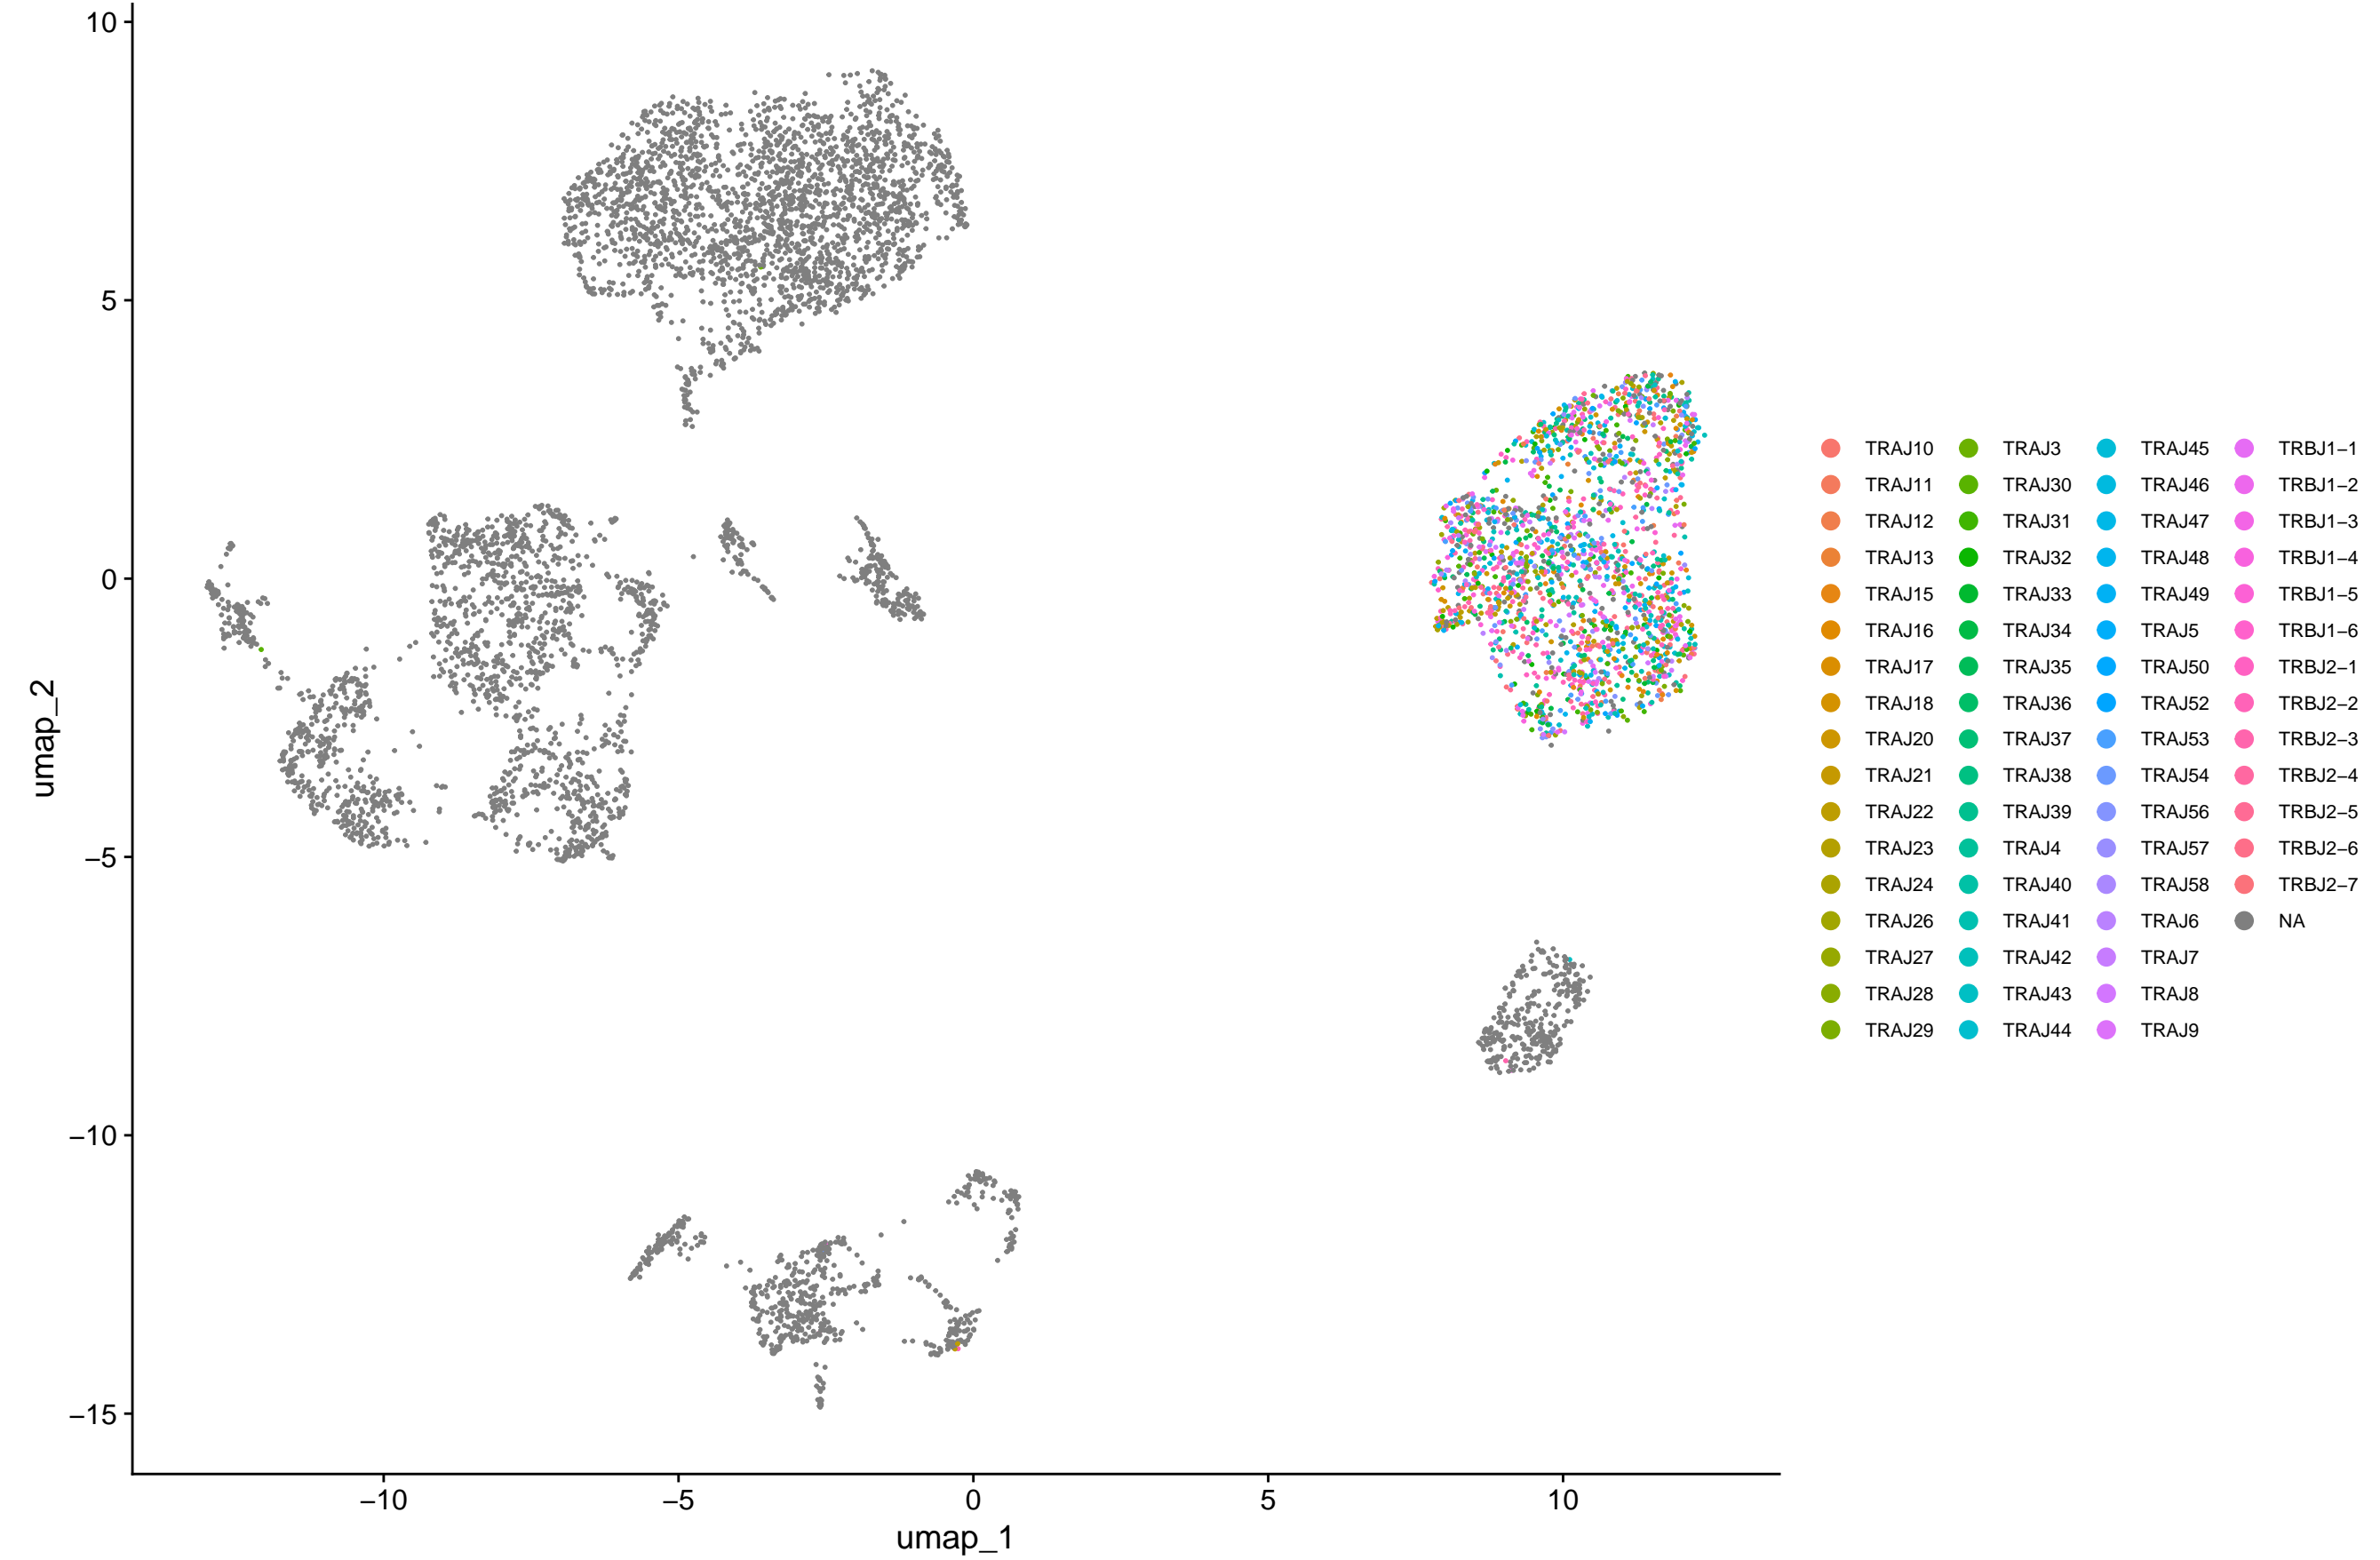 10
5
0
−5
−10
−15
umap_2
−10 −5 0 5 10
umap_1
TRAJ10 TRAJ3 TRAJ45 TRBJ1−1
TRAJ11 TRAJ30 TRAJ46 TRBJ1−2
TRAJ12 TRAJ31 TRAJ47 TRBJ1−3
TRAJ13 TRAJ32 TRAJ48 TRBJ1−4
TRAJ15 TRAJ33 TRAJ49 TRBJ1−5
TRAJ16 TRAJ34 TRAJ5 TRBJ1−6
TRAJ17 TRAJ35 TRAJ50 TRBJ2−1
TRAJ18 TRAJ36 TRAJ52 TRBJ2−2
TRAJ20 TRAJ37 TRAJ53 TRBJ2−3
TRAJ21 TRAJ38 TRAJ54 TRBJ2−4
TRAJ22 TRAJ39 TRAJ56 TRBJ2−5
TRAJ23 TRAJ4 TRAJ57 TRBJ2−6
TRAJ24 TRAJ40 TRAJ58 TRBJ2−7
TRAJ26 TRAJ41 TRAJ6 NA
TRAJ27 TRAJ42 TRAJ7
TRAJ28 TRAJ43 TRAJ8
TRAJ29 TRAJ44 TRAJ9